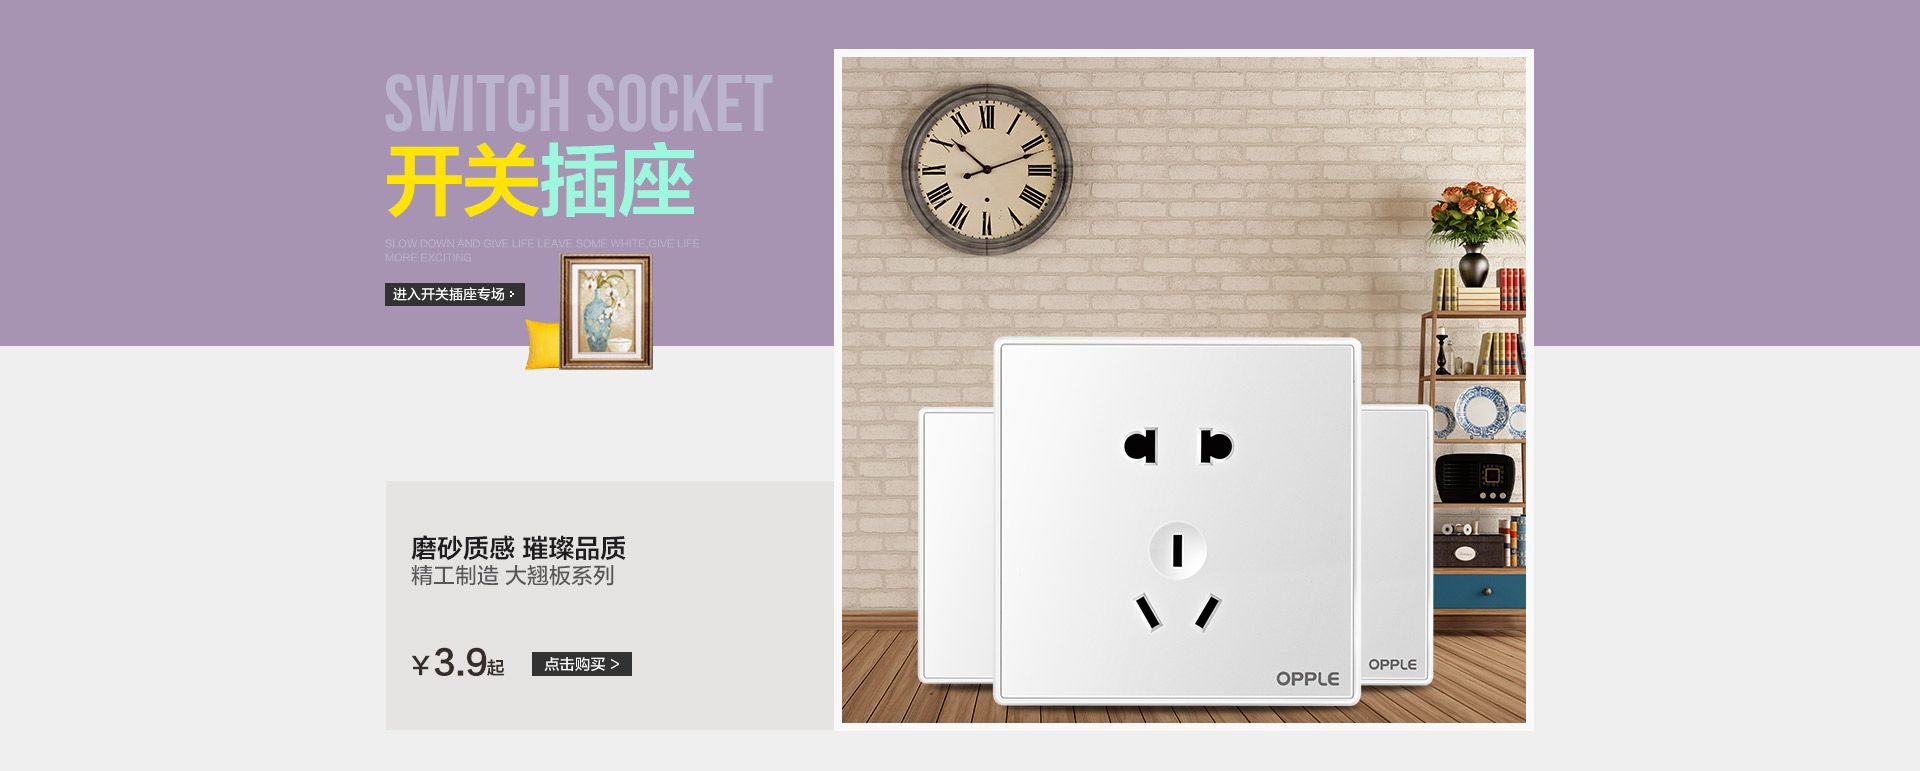 SWITCH SOCKET
开关插座
SLOW DOWN AND GIVE LIFE LEAVE SOME WHITE,GIVE LIFE
MORE EXCITING
进入开关插座专场
磨砂质感 璀璨品质
精工制造 大翘板系列
¥3.9起
点击购买 >
OPPLE
OPPLE